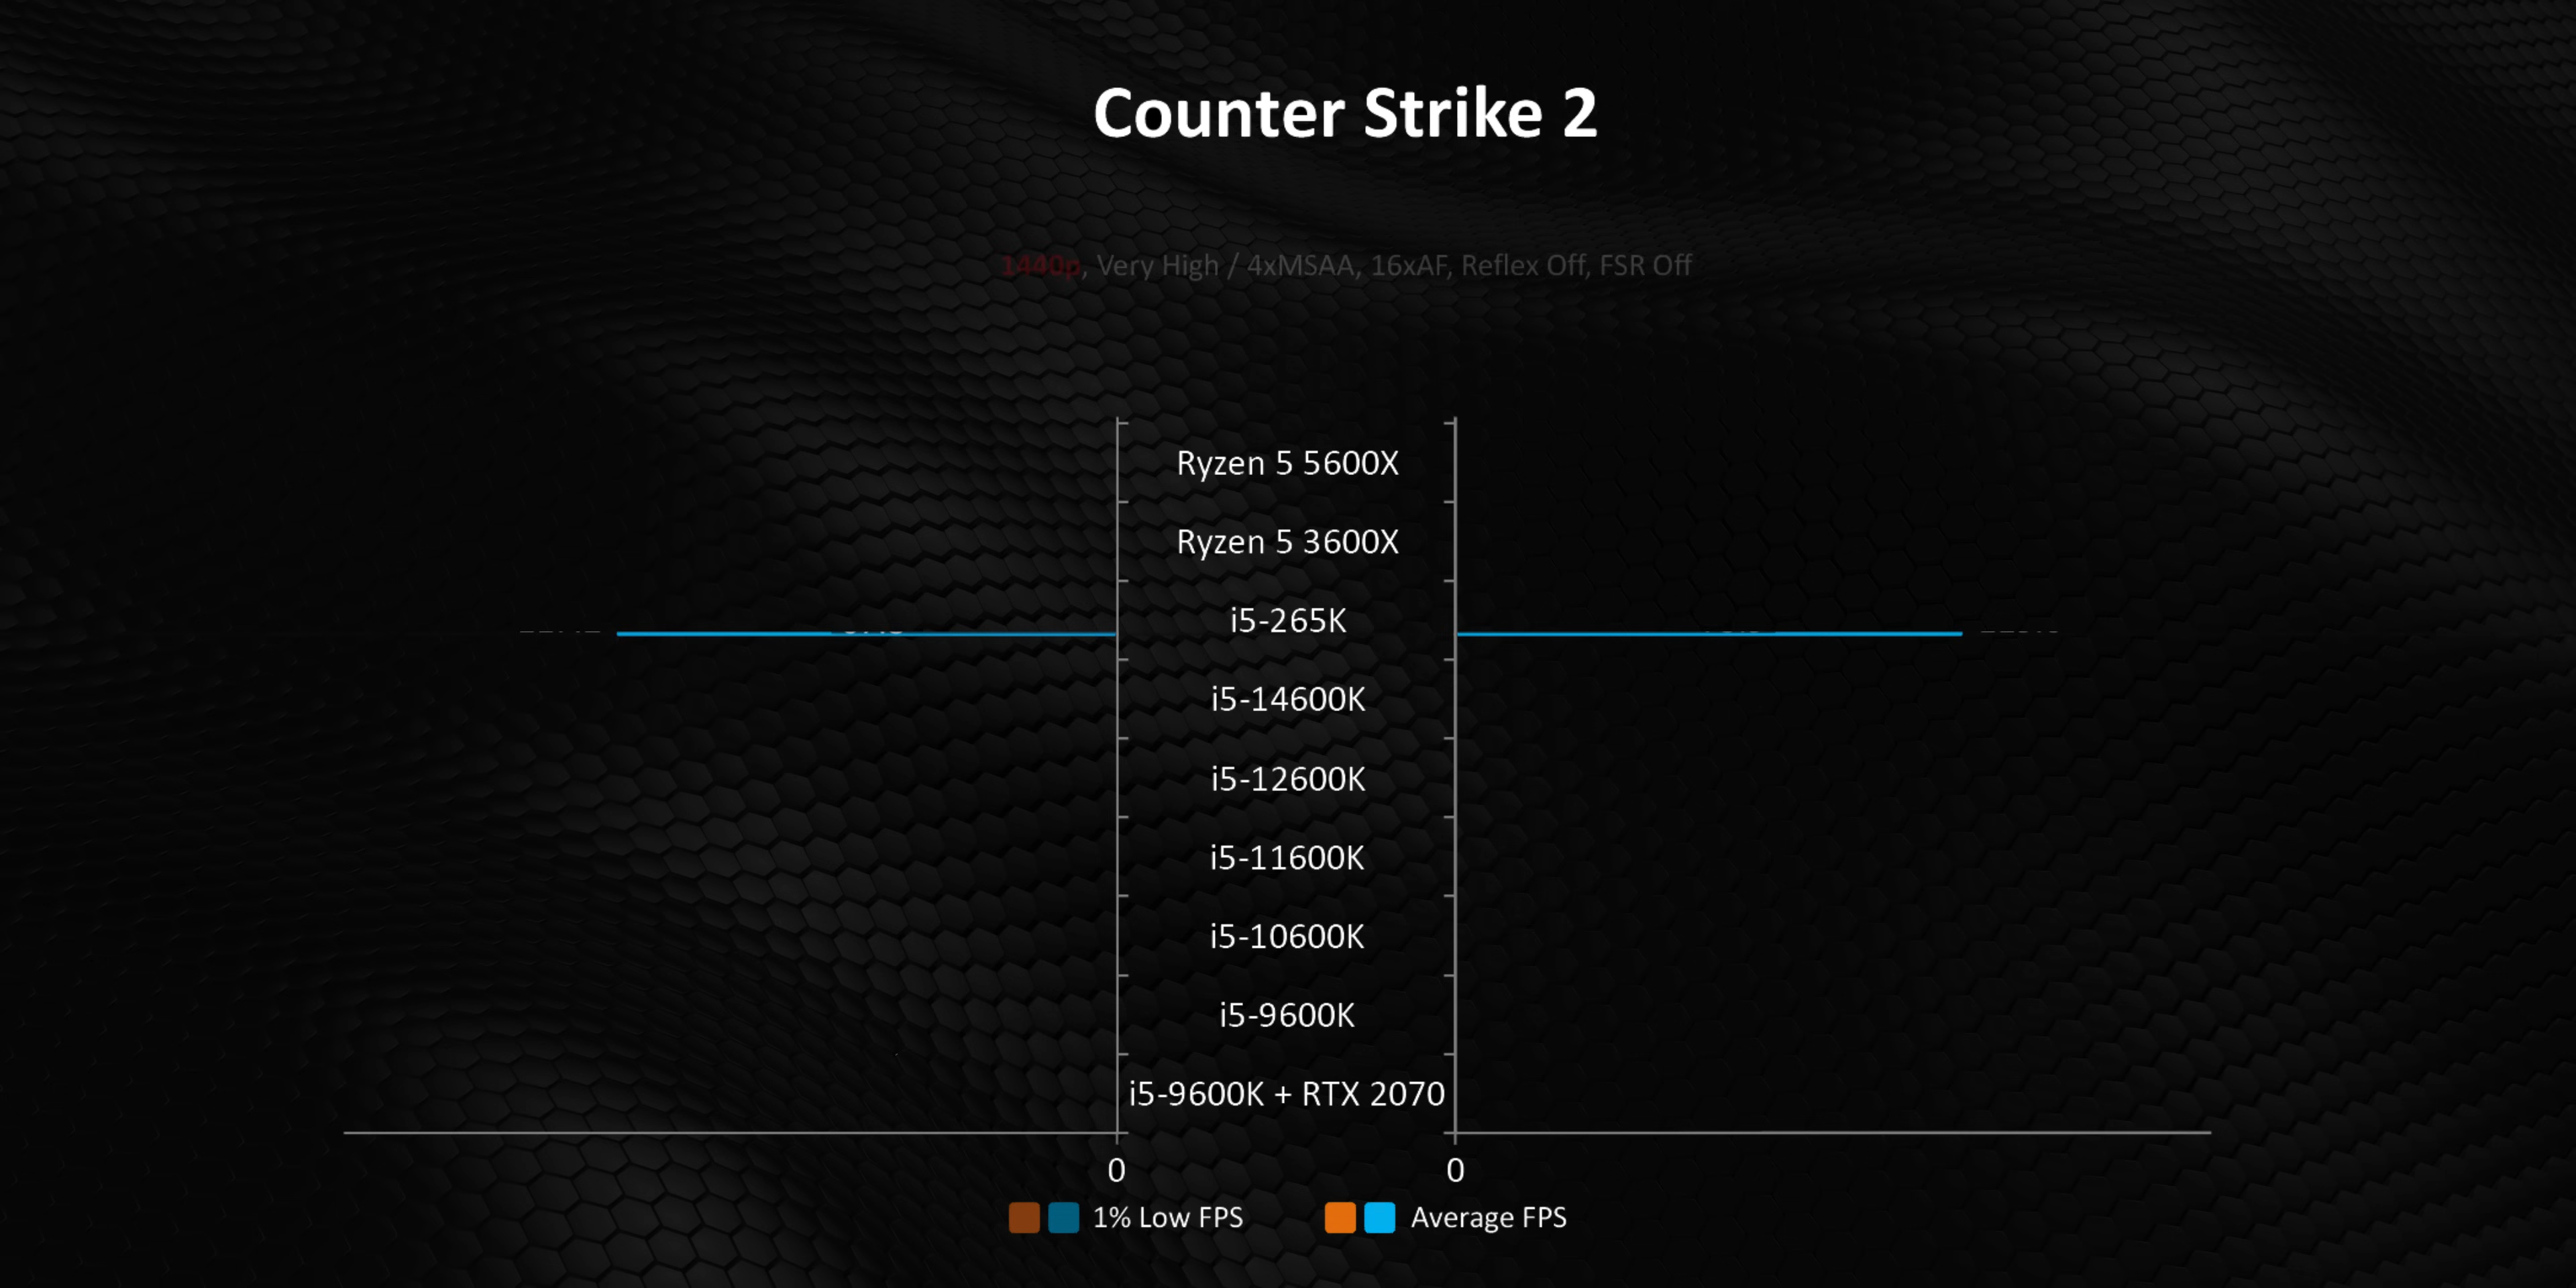 Counter Strike 2
1440p, Very High / 4xMSAA, 16xAF, Reflex Off, FSR Off
Ryzen 5 5600X
Ryzen 5 3600X
i5-265K
i5-14600K
i5-12600K
i5-11600K
i5-10600K
i5-9600K
i5-9600K + RTX 2070
0 0
1% Low FPS Average FPS